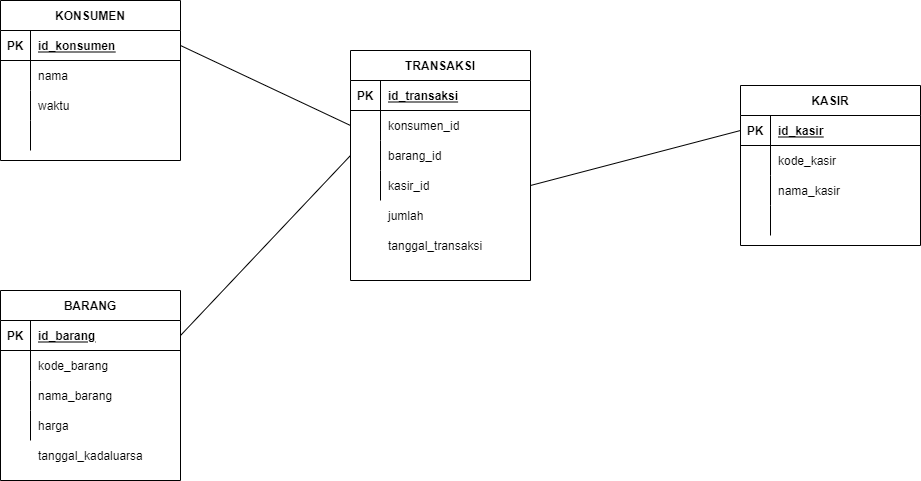 KONSUMEN
PK id_konsumen
nama
waktu
TRANSAKSI
PK id_transaksi
konsumen_id
barang_id
kasir_id
jumlah
tanggal_transaksi
KASIR
PK id_kasir
kode_kasir
nama_kasir
BARANG
PK id_barang
kode_barang
nama_barang
harga
tanggal_kadaluarsa